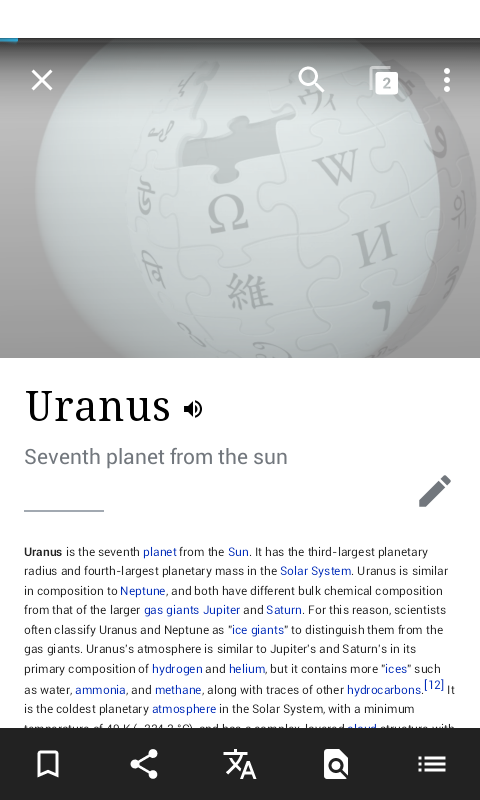 2
ウィ
W
Ω
И
維
Uranus
Seventh planet from the sun
Uranus is the seventh planet from the Sun. It has the third-largest planetary
radius and fourth-largest planetary mass in the Solar System. Uranus is similar
in composition to Neptune, and both have different bulk chemical composition
from that of the larger gas giants Jupiter and Saturn. For this reason, scientists
often classify Uranus and Neptune as "ice giants" to distinguish them from the
gas giants. Uranus's atmosphere is similar to Jupiter's and Saturn's in its
primary composition of hydrogen and helium, but it contains more "ices" such
as water, ammonia, and methane, along with traces of other hydrocarbons.[12] It
is the coldest planetary atmosphere in the Solar System, with a minimum